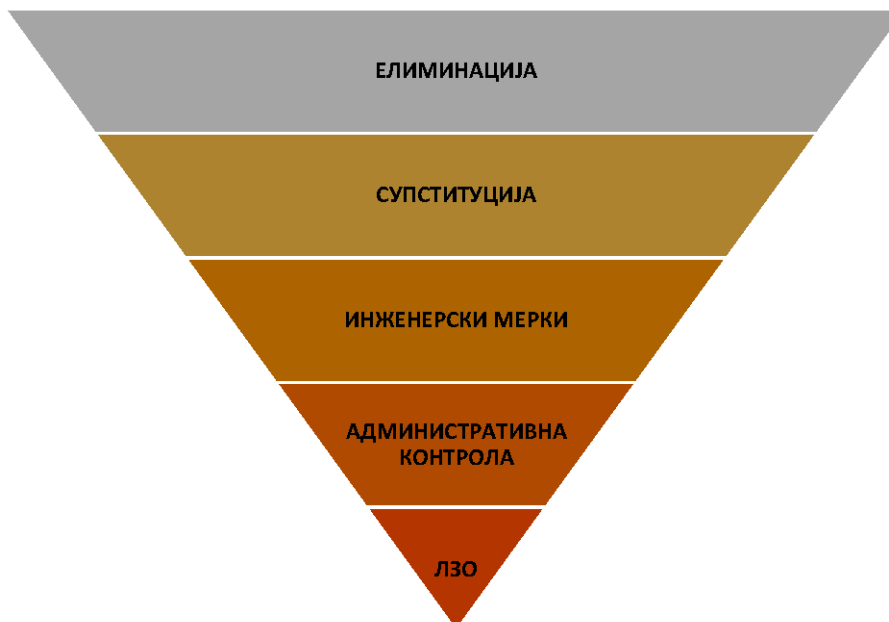 ЕЛИМИНАЦИЈА
СУПСТИТУЦИЈА
ИНЖЕНЕРСКИ МЕРКИ
АДМИНИСТРАТИВНА
КОНТРОЛА
ЛЗО